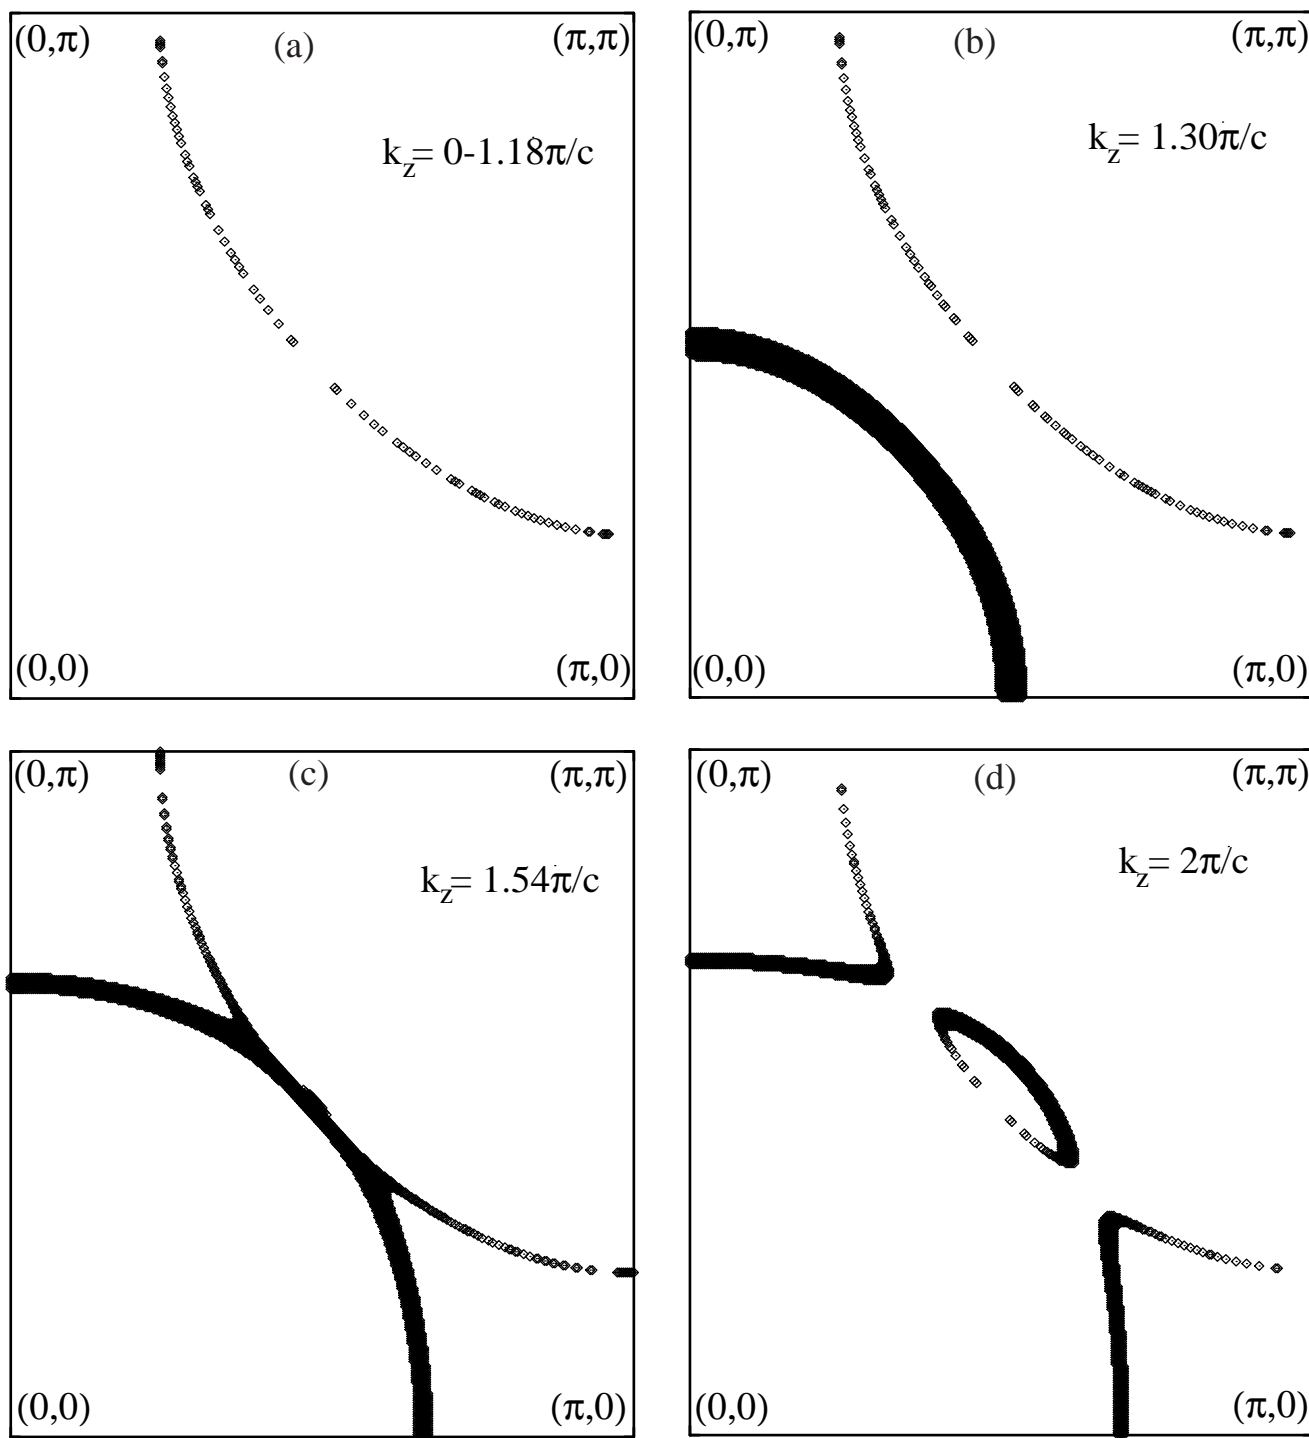 (0,π) (a) (π,π)
k_z= 0-1.18π/c
(0,0) (π,0)
(0,π) (b) (π,π)
k_z= 1.30π/c
(0,0) (π,0)
(0,π) (c) (π,π)
k_z= 1.54π/c
(0,0) (π,0)
(0,π) (d) (π,π)
k_z= 2π/c
(0,0) (π,0)